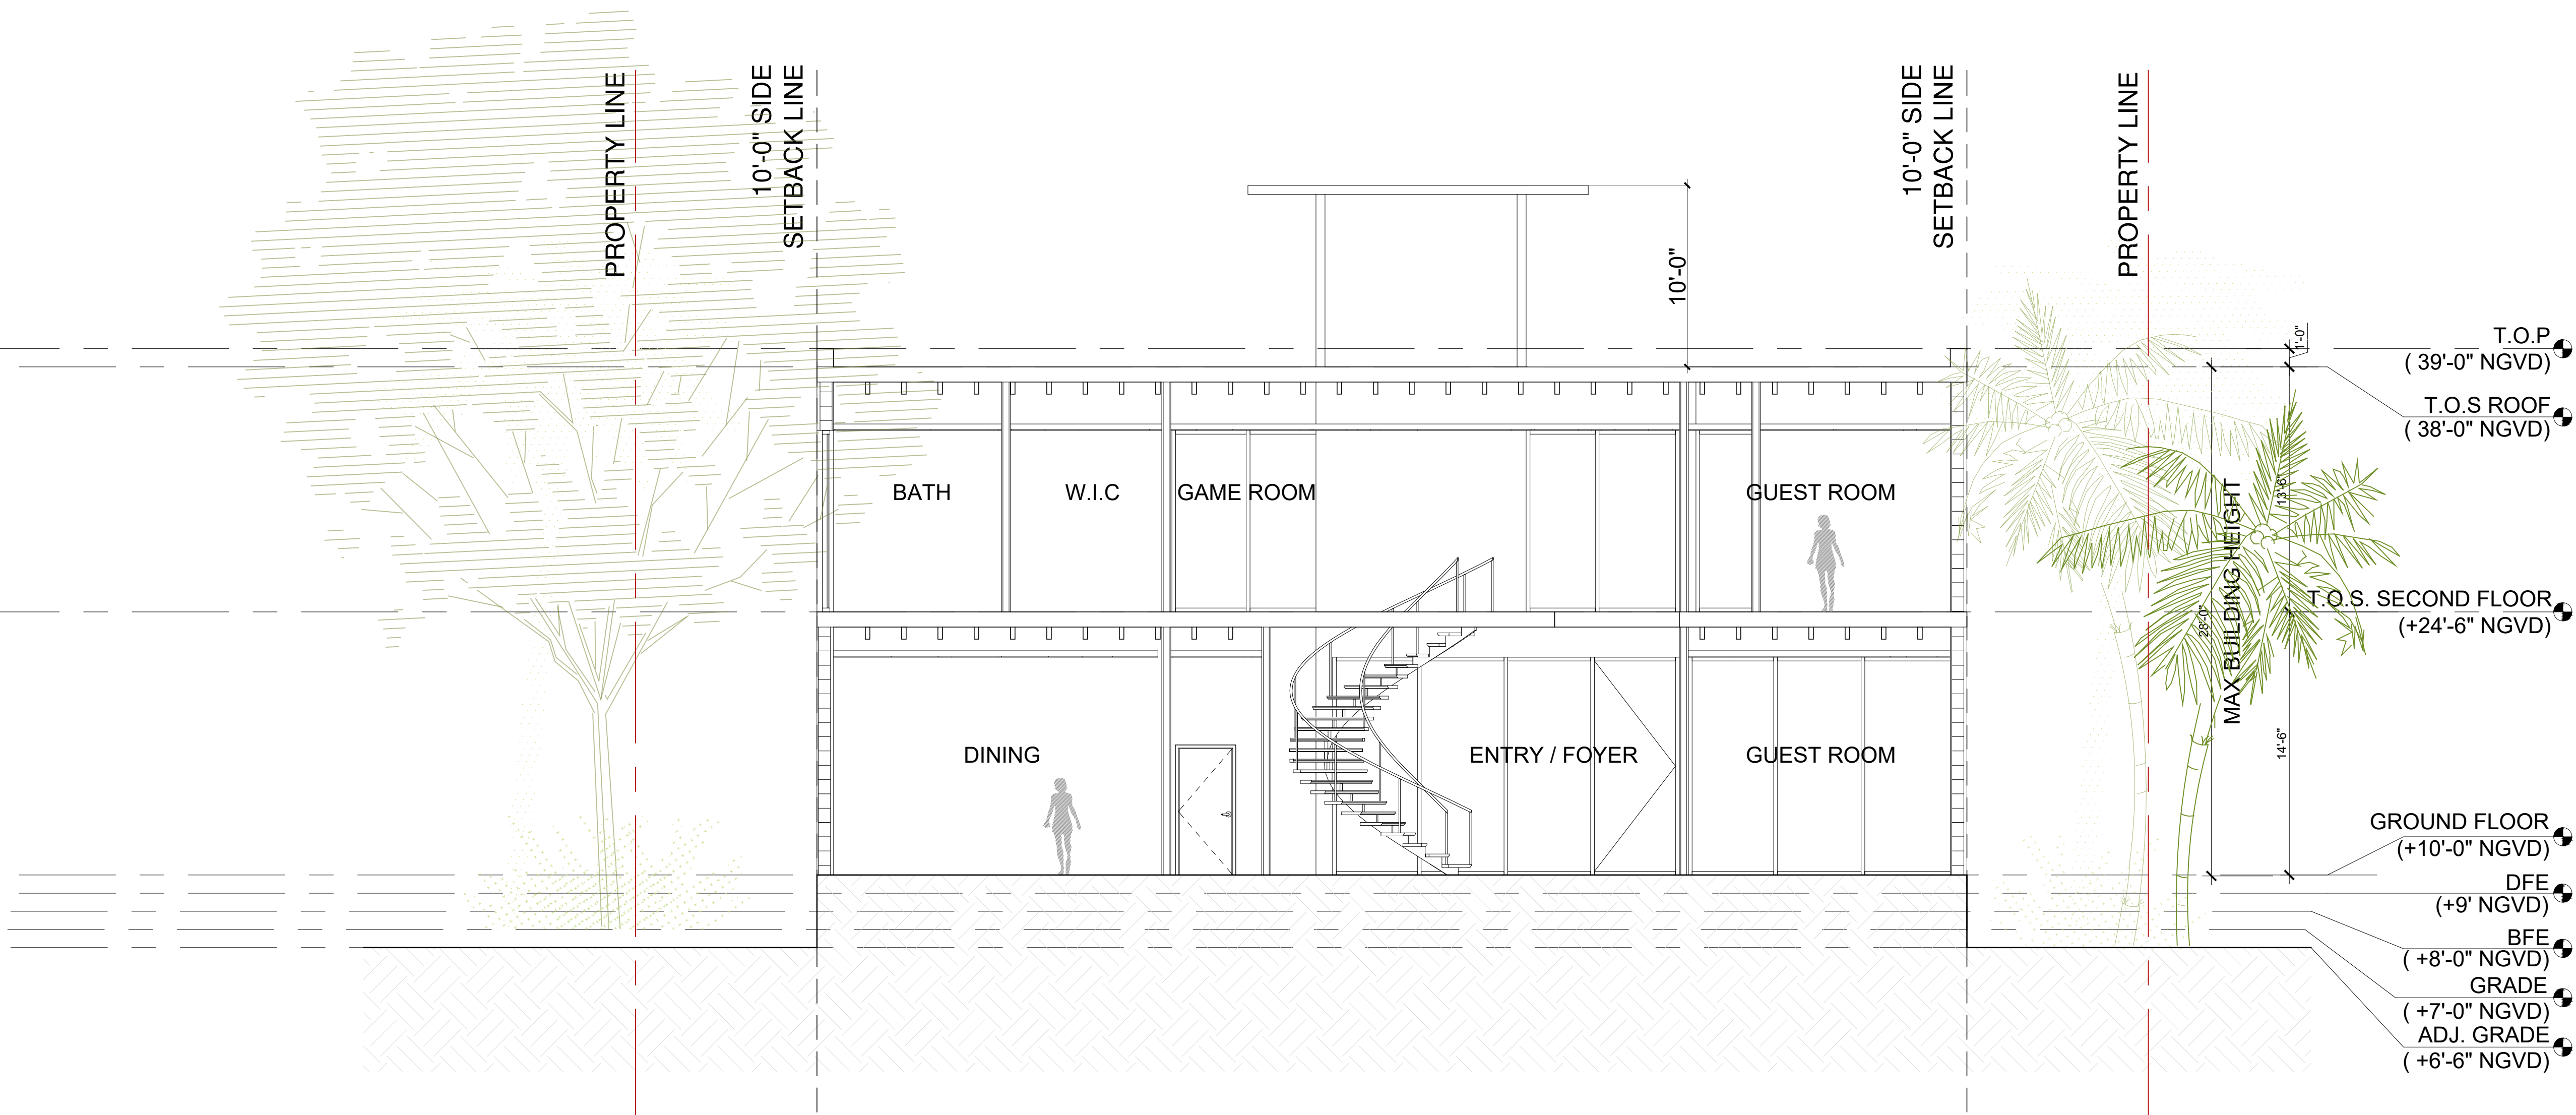 PROPERTY LINE
10'-0" SIDE
SETBACK LINE
10'-0" SIDE
SETBACK LINE
PROPERTY LINE
10'-0"
1'-0"
T.O.P
( 39'-0" NGVD)
T.O.S ROOF
( 38'-0" NGVD)
BATH
W.I.C
GAME ROOM
GUEST ROOM
13'-6"
MAX BUILDING HEIGHT
28'-0"
T.O.S. SECOND FLOOR
(+24'-6" NGVD)
DINING
ENTRY / FOYER
GUEST ROOM
14'-6"
GROUND FLOOR
(+10'-0" NGVD)
DFE
(+9' NGVD)
BFE
( +8'-0" NGVD)
GRADE
( +7'-0" NGVD)
ADJ. GRADE
( +6'-6" NGVD)